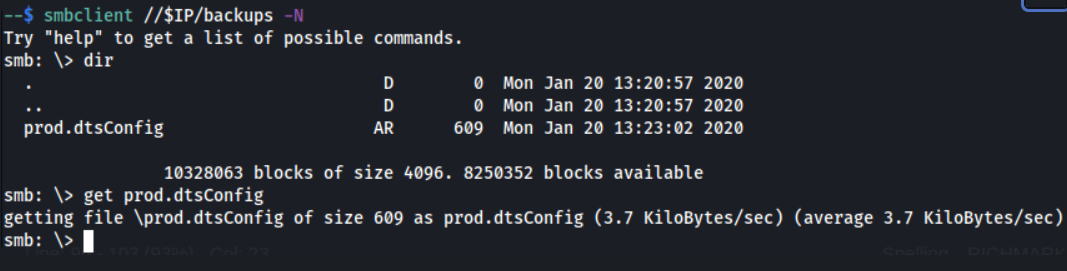 --$ smbclient //$IP/backups -N
Try "help" to get a list of possible commands.
smb: \> dir
. D 0 Mon Jan 20 13:20:57 2020
.. D 0 Mon Jan 20 13:20:57 2020
prod.dtsConfig AR 609 Mon Jan 20 13:23:02 2020
10328063 blocks of size 4096. 8250352 blocks available
smb: \> get prod.dtsConfig
getting file \prod.dtsConfig of size 609 as prod.dtsConfig (3.7 KiloBytes/sec) (average 3.7 KiloBytes/sec)
smb: \>